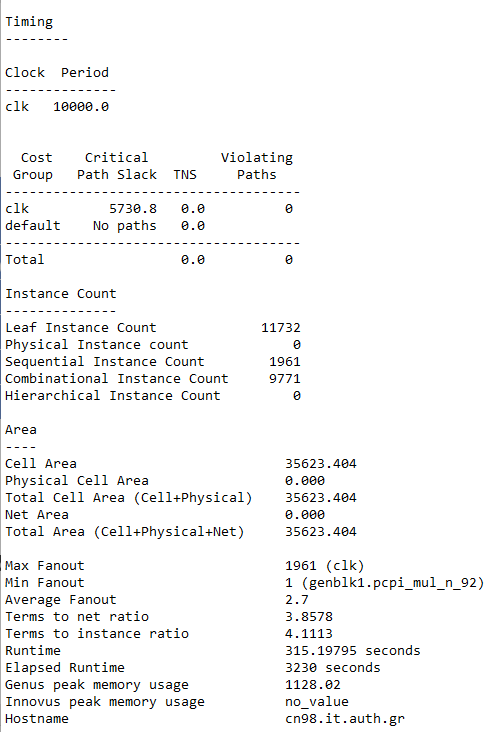 Timing
--------
Clock  Period
--------------
clk   10000.0
  Cost    Critical         Violating
 Group   Path Slack  TNS     Paths
-------------------------------------
clk          5730.8   0.0          0
default    No paths   0.0
-------------------------------------
Total                 0.0          0
Instance Count
--------------
Leaf Instance Count             11732
Physical Instance count             0
Sequential Instance Count        1961
Combinational Instance Count     9771
Hierarchical Instance Count         0
Area
----
Cell Area                          35623.404
Physical Cell Area                 0.000
Total Cell Area (Cell+Physical)    35623.404
Net Area                           0.000
Total Area (Cell+Physical+Net)     35623.404
Max Fanout                         1961 (clk)
Min Fanout                         1 (genblk1.pcpi_mul_n_92)
Average Fanout                     2.7
Terms to net ratio                 3.8578
Terms to instance ratio            4.1113
Runtime                            315.19795 seconds
Elapsed Runtime                    3230 seconds
Genus peak memory usage            1128.02
Innovus peak memory usage          no_value
Hostname                           cn98.it.auth.gr